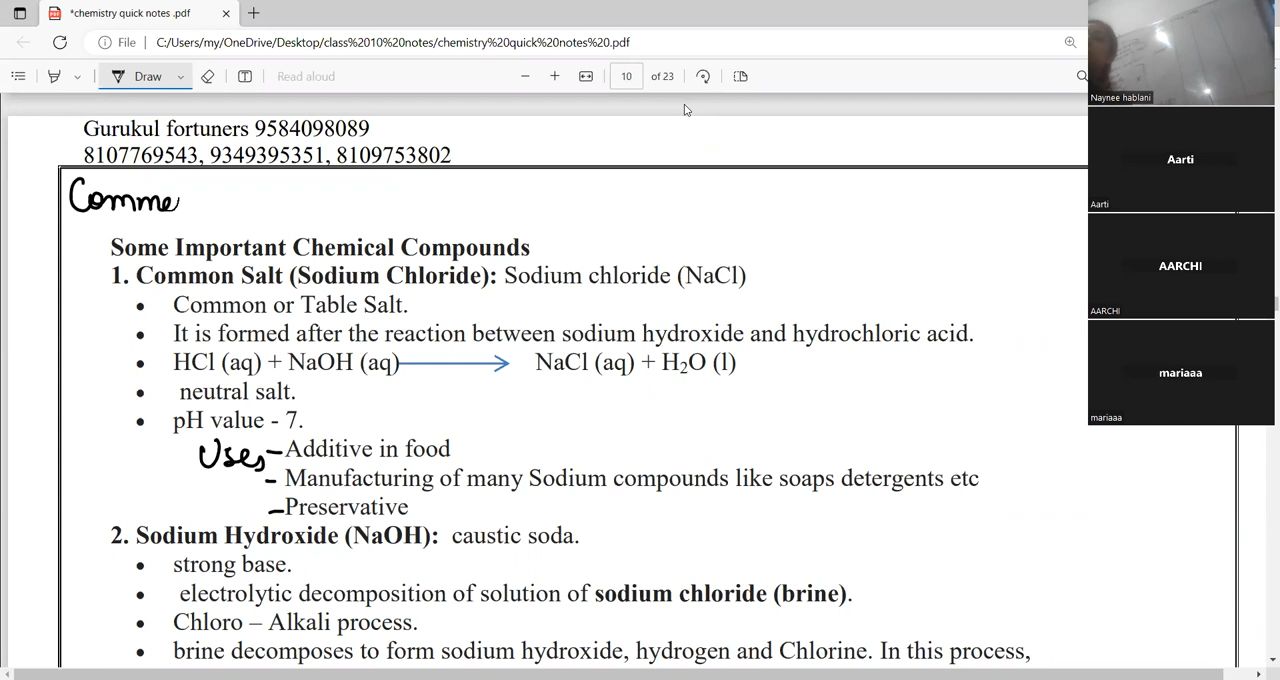 *chemistry quick notes .pdf
File C:/Users/my/OneDrive/Desktop/class%2010%20notes/chemistry%20quick%20notes%20.pdf
Draw Read aloud 10 of 23
Gurukul fortuners 9584098089
8107769543, 9349395351, 8109753802
Comme
Some Important Chemical Compounds
1. Common Salt (Sodium Chloride): Sodium chloride (NaCl)
• Common or Table Salt.
• It is formed after the reaction between sodium hydroxide and hydrochloric acid.
• HCl (aq) + NaOH (aq) → NaCl (aq) + H₂O (l)
• neutral salt.
• pH value - 7.
Uses - Additive in food
- Manufacturing of many Sodium compounds like soaps detergents etc
- Preservative
2. Sodium Hydroxide (NaOH): caustic soda.
• strong base.
• electrolytic decomposition of solution of sodium chloride (brine).
• Chloro – Alkali process.
• brine decomposes to form sodium hydroxide, hydrogen and Chlorine. In this process,
Naynee hablani
Aarti
Aarti
AARCHI
AARCHI
mariaaa
mariaaa